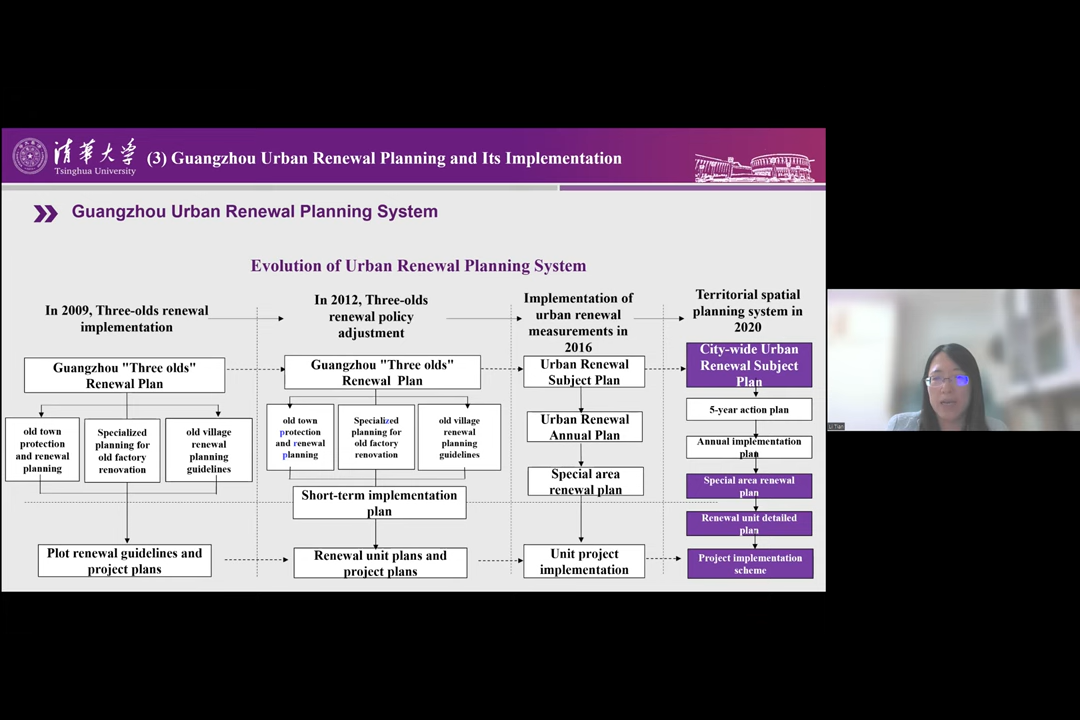 清华大学
Tsinghua University
(3) Guangzhou Urban Renewal Planning and Its Implementation
Guangzhou Urban Renewal Planning System
Evolution of Urban Renewal Planning System
In 2009, Three-olds renewal
implementation
Guangzhou "Three olds"
Renewal Plan
old town
protection
and renewal
planning
Specialized
planning for
old factory
renovation
old village
renewal
planning
guidelines
Plot renewal guidelines and
project plans
In 2012, Three-olds
renewal policy
adjustment
Guangzhou "Three olds"
Renewal Plan
old town
protection
and renewal
planning
Specialized
planning for
old factory
renovation
old village
renewal
planning
guidelines
Short-term implementation
plan
Renewal unit plans and
project plans
Implementation of
urban renewal
measurements in
2016
Urban Renewal
Subject Plan
Urban Renewal
Annual Plan
Special area
renewal plan
Unit project
implementation
Territorial spatial
planning system in
2020
City-wide Urban
Renewal Subject
Plan
5-year action plan
Annual implementation
plan
Special area renewal
plan
Renewal unit detailed
plan
Project implementation
scheme
Li Tian